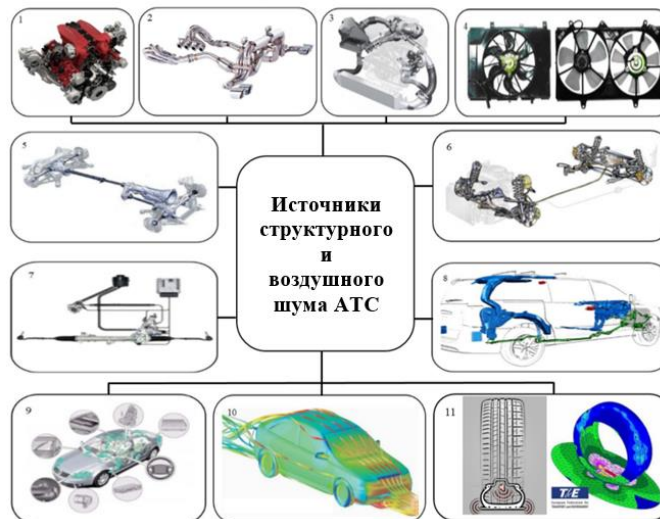 1
2
3
4
5
6
Источники
структурного
и
воздушного
шума АТС
7
8
9
10
11
T&E